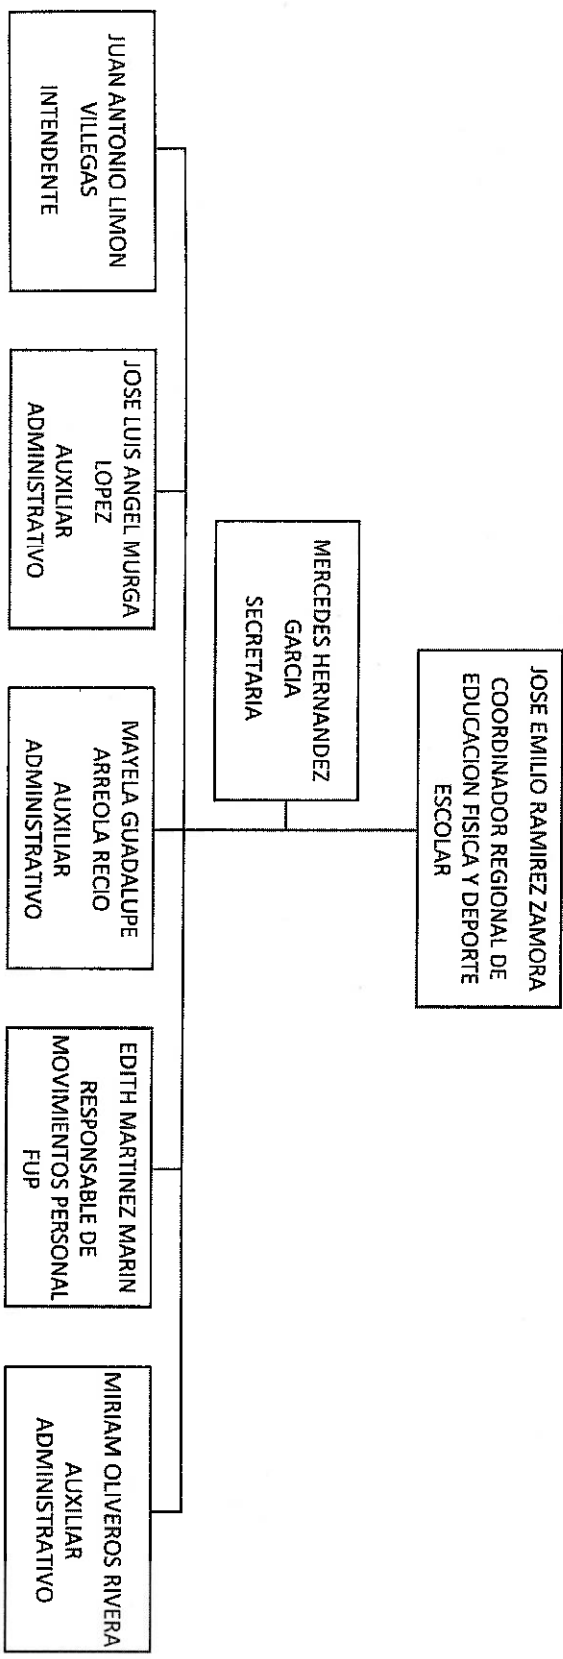 JOSE EMILIO RAMIREZ ZAMORA
COORDINADOR REGIONAL DE
EDUCACION FISICA Y DEPORTE
ESCOLAR
MERCEDES HERNANDEZ
GARCIA
SECRETARIA
JUAN ANTONIO LIMON
VILLEGAS
INTENDENTE
JOSE LUIS ANGEL MURGA
LOPEZ
AUXILIAR
ADMINISTRATIVO
MAYELA GUADALUPE
ARREOLA RECIO
AUXILIAR
ADMINISTRATIVO
EDITH MARTINEZ MARIN
RESPONSABLE DE
MOVIMIENTOS PERSONAL
FUP
MIRIAM OLIVEROS RIVERA
AUXILIAR
ADMINISTRATIVO